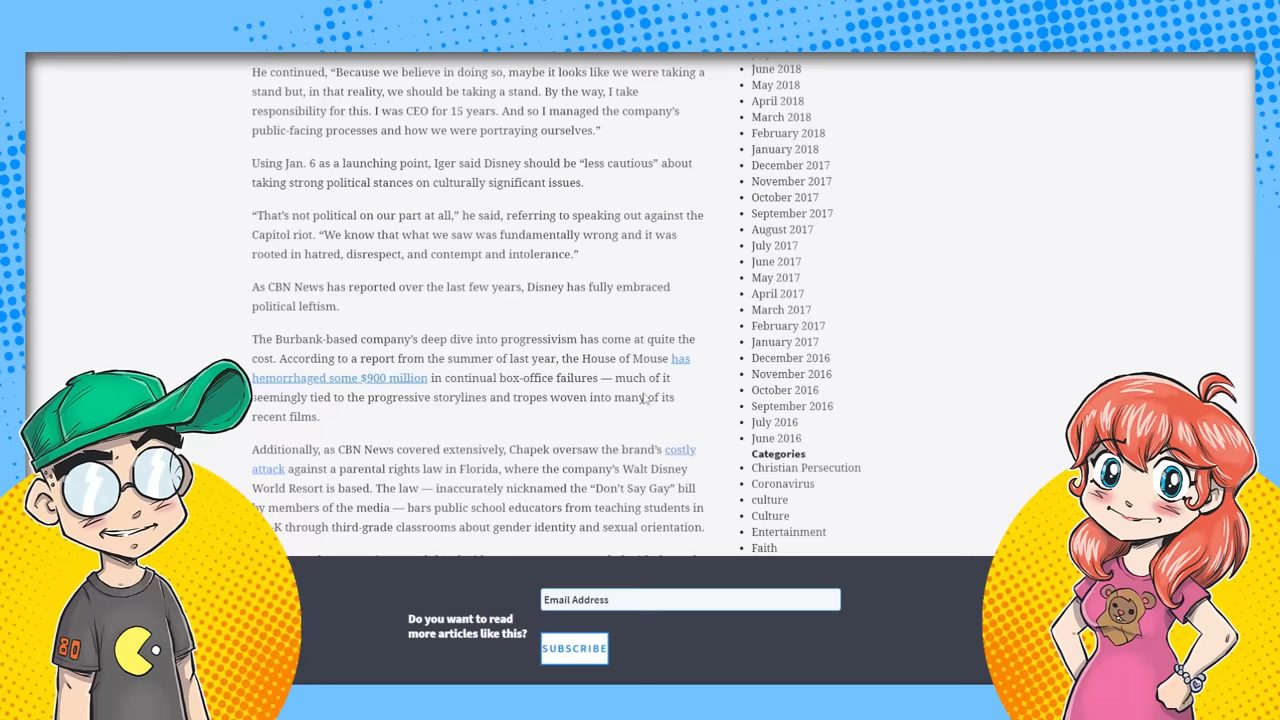 He continued, “Because we believe in doing so, maybe it looks like we were taking a
stand but, in that reality, we should be taking a stand. By the way, I take
responsibility for this. I was CEO for 15 years. And so I managed the company’s
public-facing processes and how we were portraying ourselves.”
Using Jan. 6 as a launching point, Iger said Disney should be “less cautious” about
taking strong political stances on culturally significant issues.
“That’s not political on our part at all,” he said, referring to speaking out against the
Capitol riot. “We know that what we saw was fundamentally wrong and it was
rooted in hatred, disrespect, and contempt and intolerance.”
As CBN News has reported over the last few years, Disney has fully embraced
political leftism.
The Burbank-based company’s deep dive into progressivism has come at quite the
cost. According to a report from the summer of last year, the House of Mouse has
hemorrhaged some $900 million in continual box-office failures — much of it
seemingly tied to the progressive storylines and tropes woven into many of its
recent films.
Additionally, as CBN News covered extensively, Chapek oversaw the brand’s costly
attack against a parental rights law in Florida, where the company’s Walt Disney
World Resort is based. The law — inaccurately nicknamed the “Don’t Say Gay” bill
by members of the media — bars public school educators from teaching students in
-K through third-grade classrooms about gender identity and sexual orientation.
June 2018
May 2018
April 2018
March 2018
February 2018
January 2018
December 2017
November 2017
October 2017
September 2017
August 2017
July 2017
June 2017
May 2017
April 2017
March 2017
February 2017
January 2017
December 2016
November 2016
October 2016
September 2016
July 2016
June 2016
Categories
Christian Persecution
Coronavirus
culture
Culture
Entertainment
Faith
Do you want to read
more articles like this?
Email Address
SUBSCRIBE
80